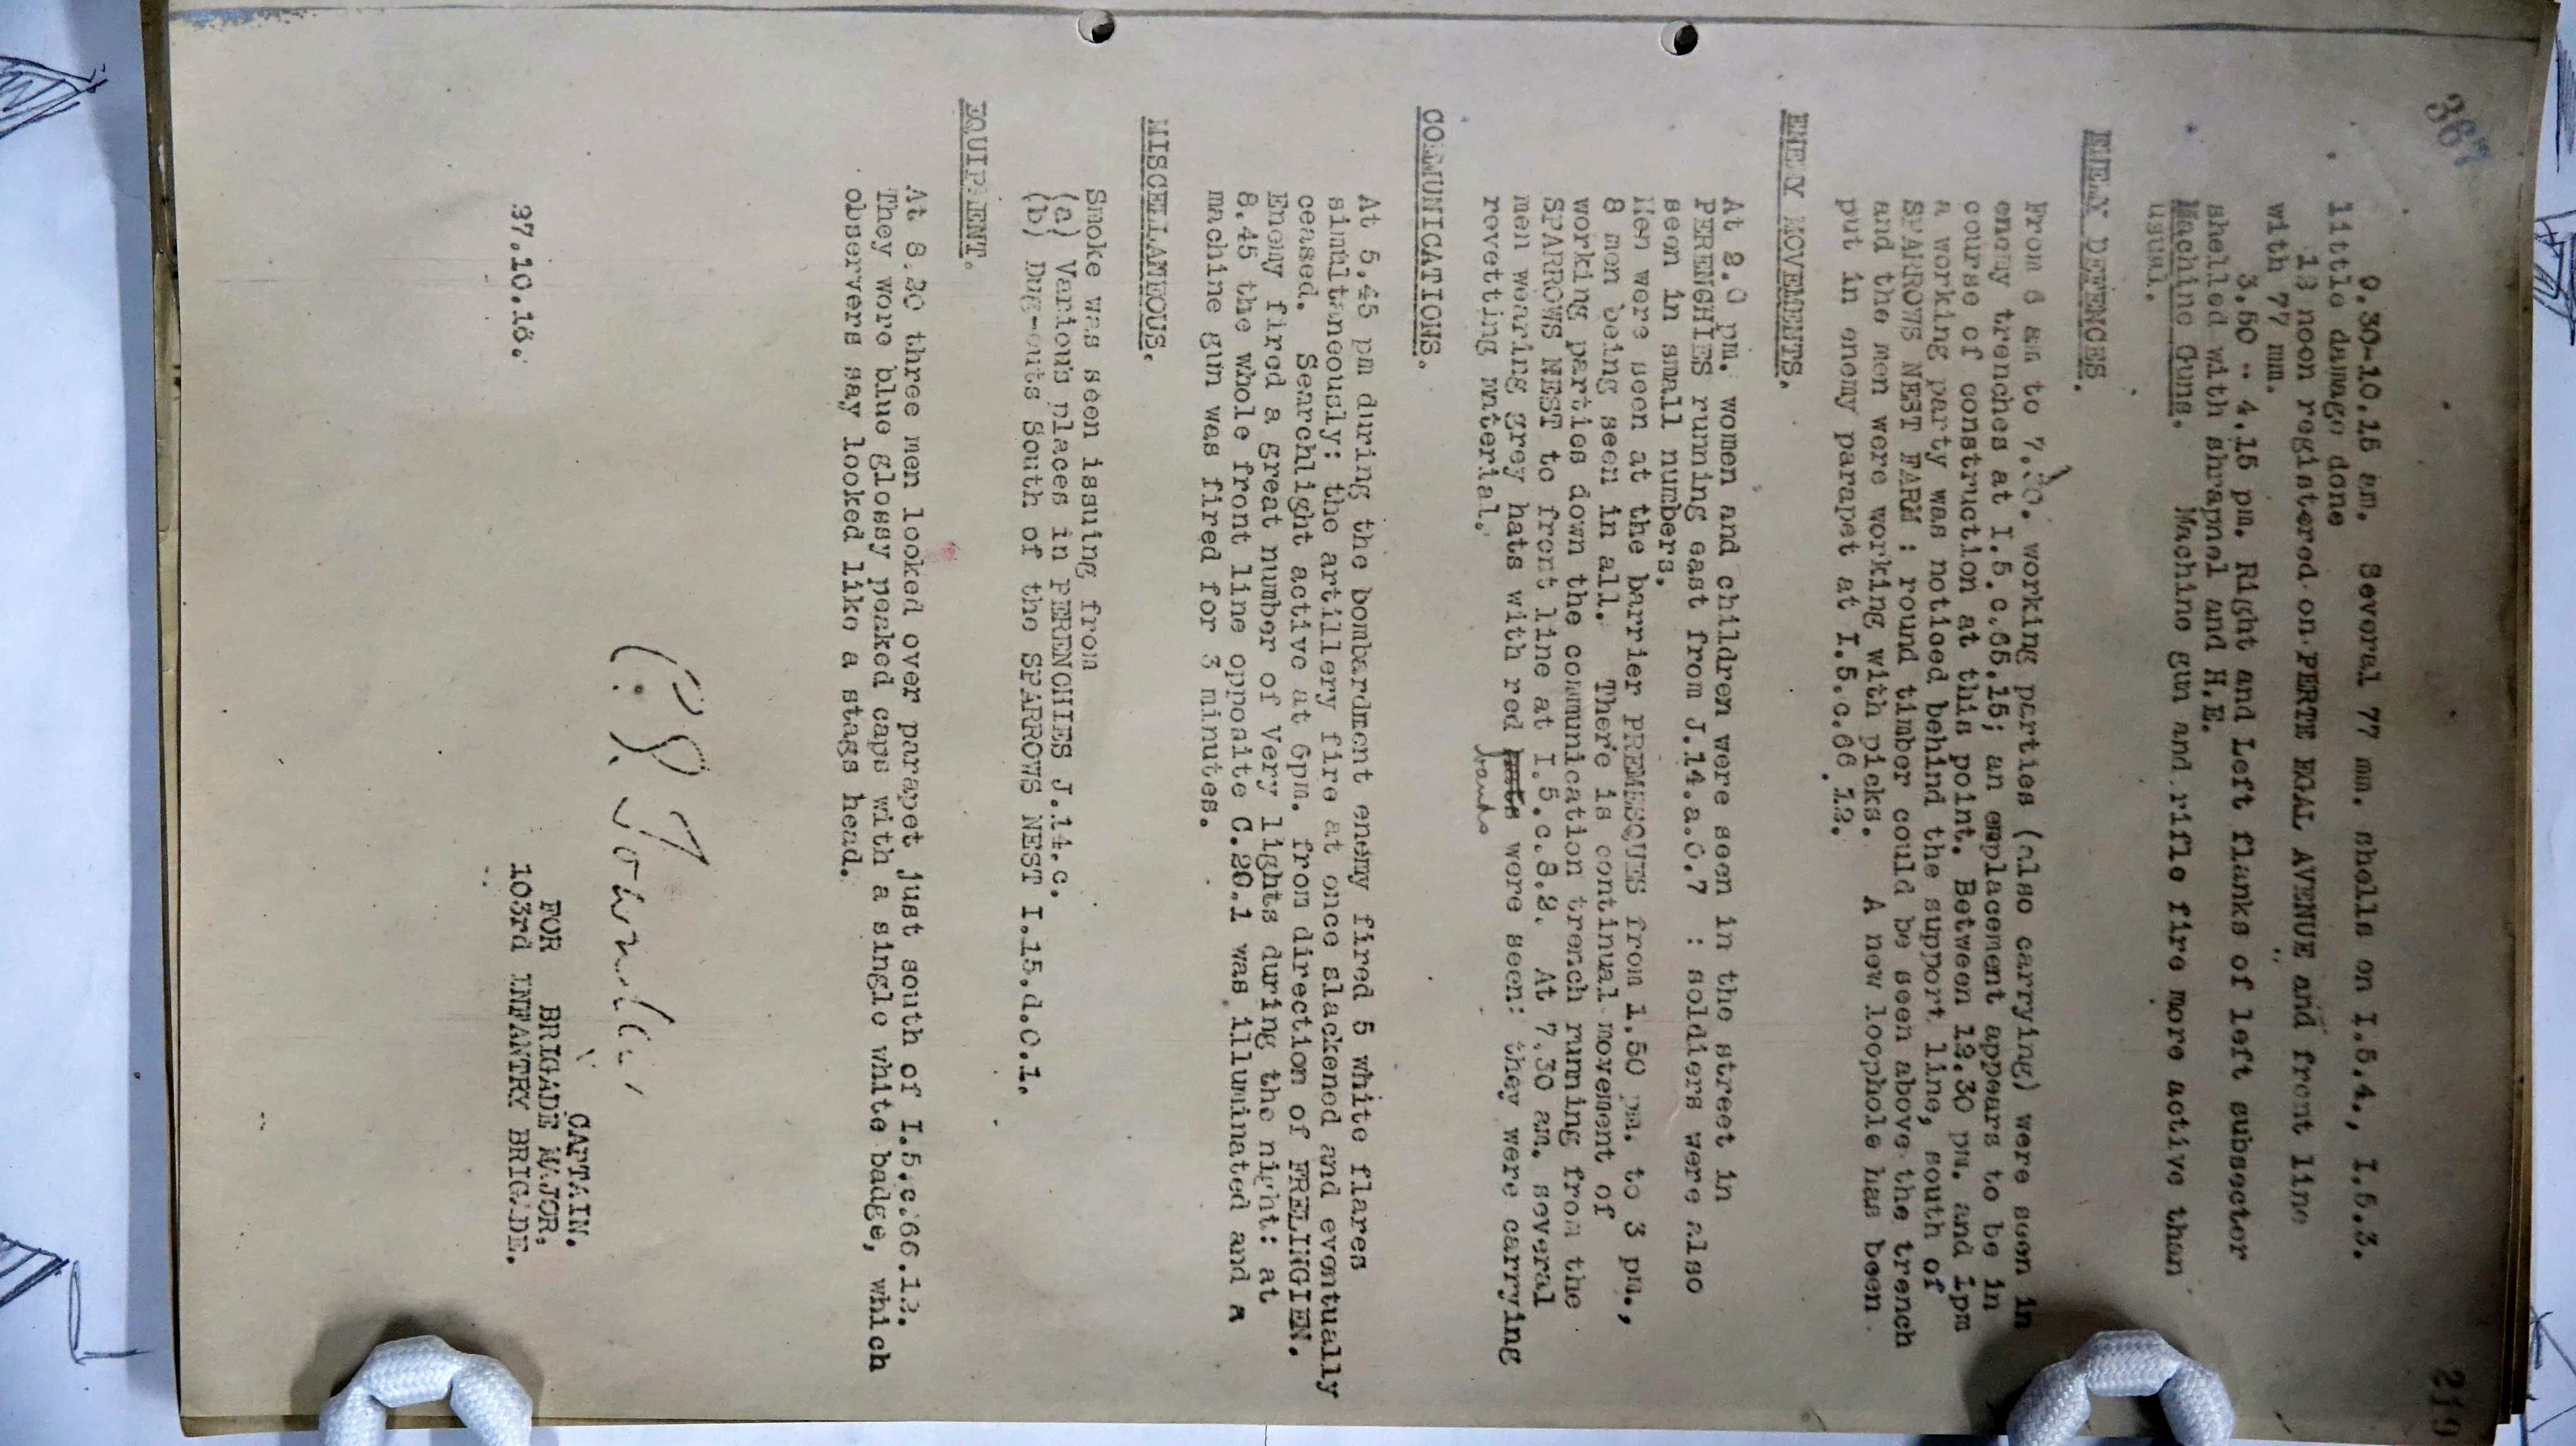 367
219
9.30-10.15 am. Several 77 mm. shells on I.5.4., I.5.3.
little damage done
12 noon registered on PERTE EGAL AVENUE and front line
with 77 mm.
3.50 - 4.15 pm. Right and Left flanks of left subsector
shelled with shrapnel and H.E.
Machine Guns. Machine gun and rifle fire more active than
usual.
ENEMY DEFENCES.
From 6 am to 7.30. working parties (also carrying) were seen in
enemy trenches at I.5.c.65.15; an emplacement appears to be in
course of construction at this point. Between 12.30 pm. and 1pm
a working party was noticed behind the support line, south of
SPARROWS NEST FARM : round timber could be seen above the trench
and the men were working with picks. A new loophole has been
put in enemy parapet at I.5.c.66.12.
ENEMY MOVEMENTS.
At 2.0 pm. women and children were seen in the street in
PERENCHIES running east from J.14.a.0.7 : soldiers were also
seen in small numbers.
Men were seen at the barrier PREMESQUES from 1.50 pm. to 3 pm.,
8 men being seen in all. There is continual movement of
working parties down the communication trench running from the
SPARROWS NEST to front line at I.5.c.8.2. At 7.30 am. several
men wearing grey hats with red bands were seen: they were carrying
revetting material.
COMMUNICATIONS.
At 5.45 pm during the bombardment enemy fired 5 white flares
simultaneously: the artillery fire at once slackened and eventually
ceased. Searchlight active at 6pm. from direction of FRELINGIEN.
Enemy fired a great number of Very lights during the night: at
8.45 the whole front line opposite C.20.1 was illuminated and a
machine gun was fired for 3 minutes.
MISCELLANEOUS.
Smoke was seen issuing from
(a) Various places in PERENCHIES J.14.c.
(b) Dug-outs South of the SPARROWS NEST I.15.d.0.1.
EQUIPMENT.
At 8.20 three men looked over parapet just south of I.5.c.66.12.
They wore blue glossy peaked caps with a single white badge, which
observers say looked like a stags head.
CAPTAIN.
FOR BRIGADE MAJOR,
27.10.16. 103rd INFANTRY BRIGADE.